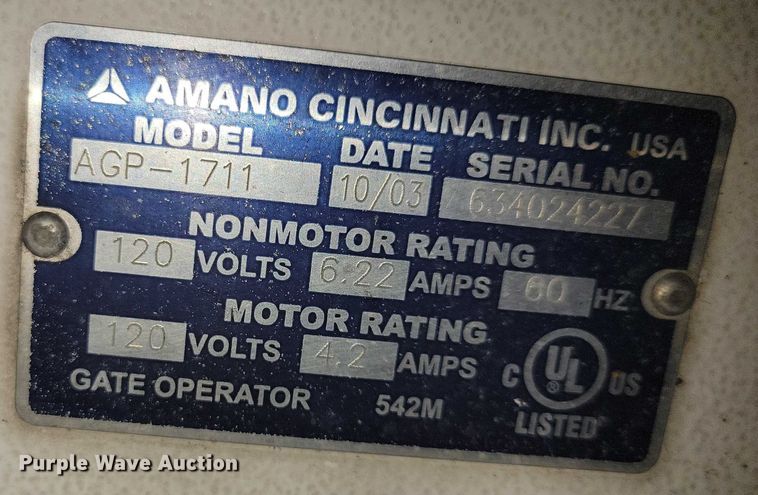 AMANO CINCINNATI INC. USA
MODEL DATE SERIAL NO.
AGP-1711 10/03 634024227
NONMOTOR RATING
120 VOLTS 6.22 AMPS 60 HZ
MOTOR RATING
120 VOLTS 4.2 AMPS
C UL ® US
LISTED
GATE OPERATOR 542M
Purple Wave Auction